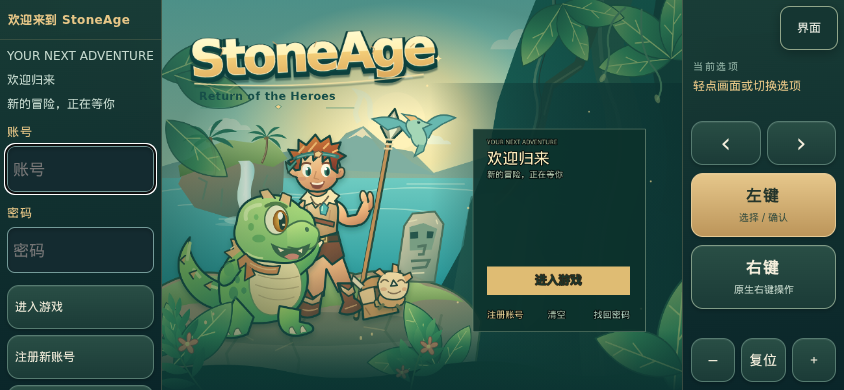 欢迎来到 StoneAge
YOUR NEXT ADVENTURE
欢迎归来
新的冒险，正在等你
账号
账号
密码
密码
进入游戏
注册新账号
StoneAge
Return of the Heroes
YOUR NEXT ADVENTURE
欢迎归来
新的冒险，正在等你
进入游戏
注册账号
清空
找回密码
界面
当前选项
轻点画面或切换选项
‹
›
左键
选择 / 确认
右键
原生右键操作
−
复位
+